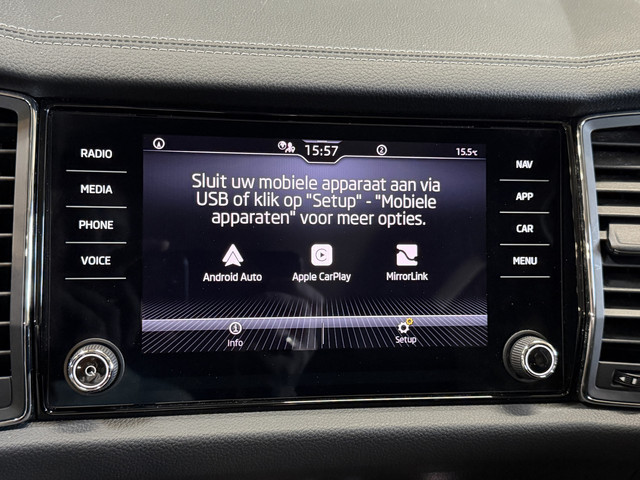 RADIO
MEDIA
PHONE
VOICE
15:57
2
15.5°C
Sluit uw mobiele apparaat aan via
USB of klik op "Setup" - "Mobiele
apparaten" voor meer opties.
Android Auto
Apple CarPlay
MirrorLink
Info
Setup
NAV
APP
CAR
MENU